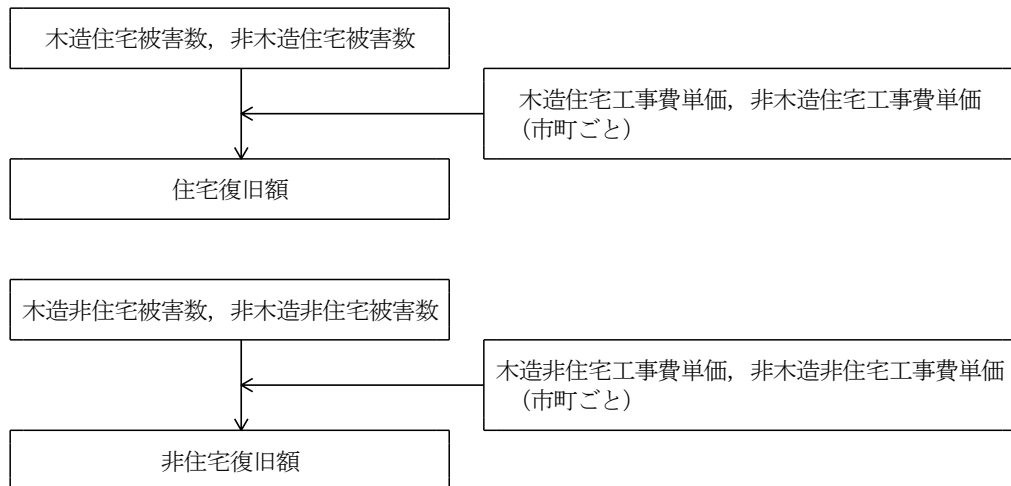 木造住宅被害数，非木造住宅被害数
木造住宅工事費単価，非木造住宅工事費単価
（市町ごと）
住宅復旧額
木造非住宅被害数，非木造非住宅被害数
木造非住宅工事費単価，非木造非住宅工事費単価
（市町ごと）
非住宅復旧額